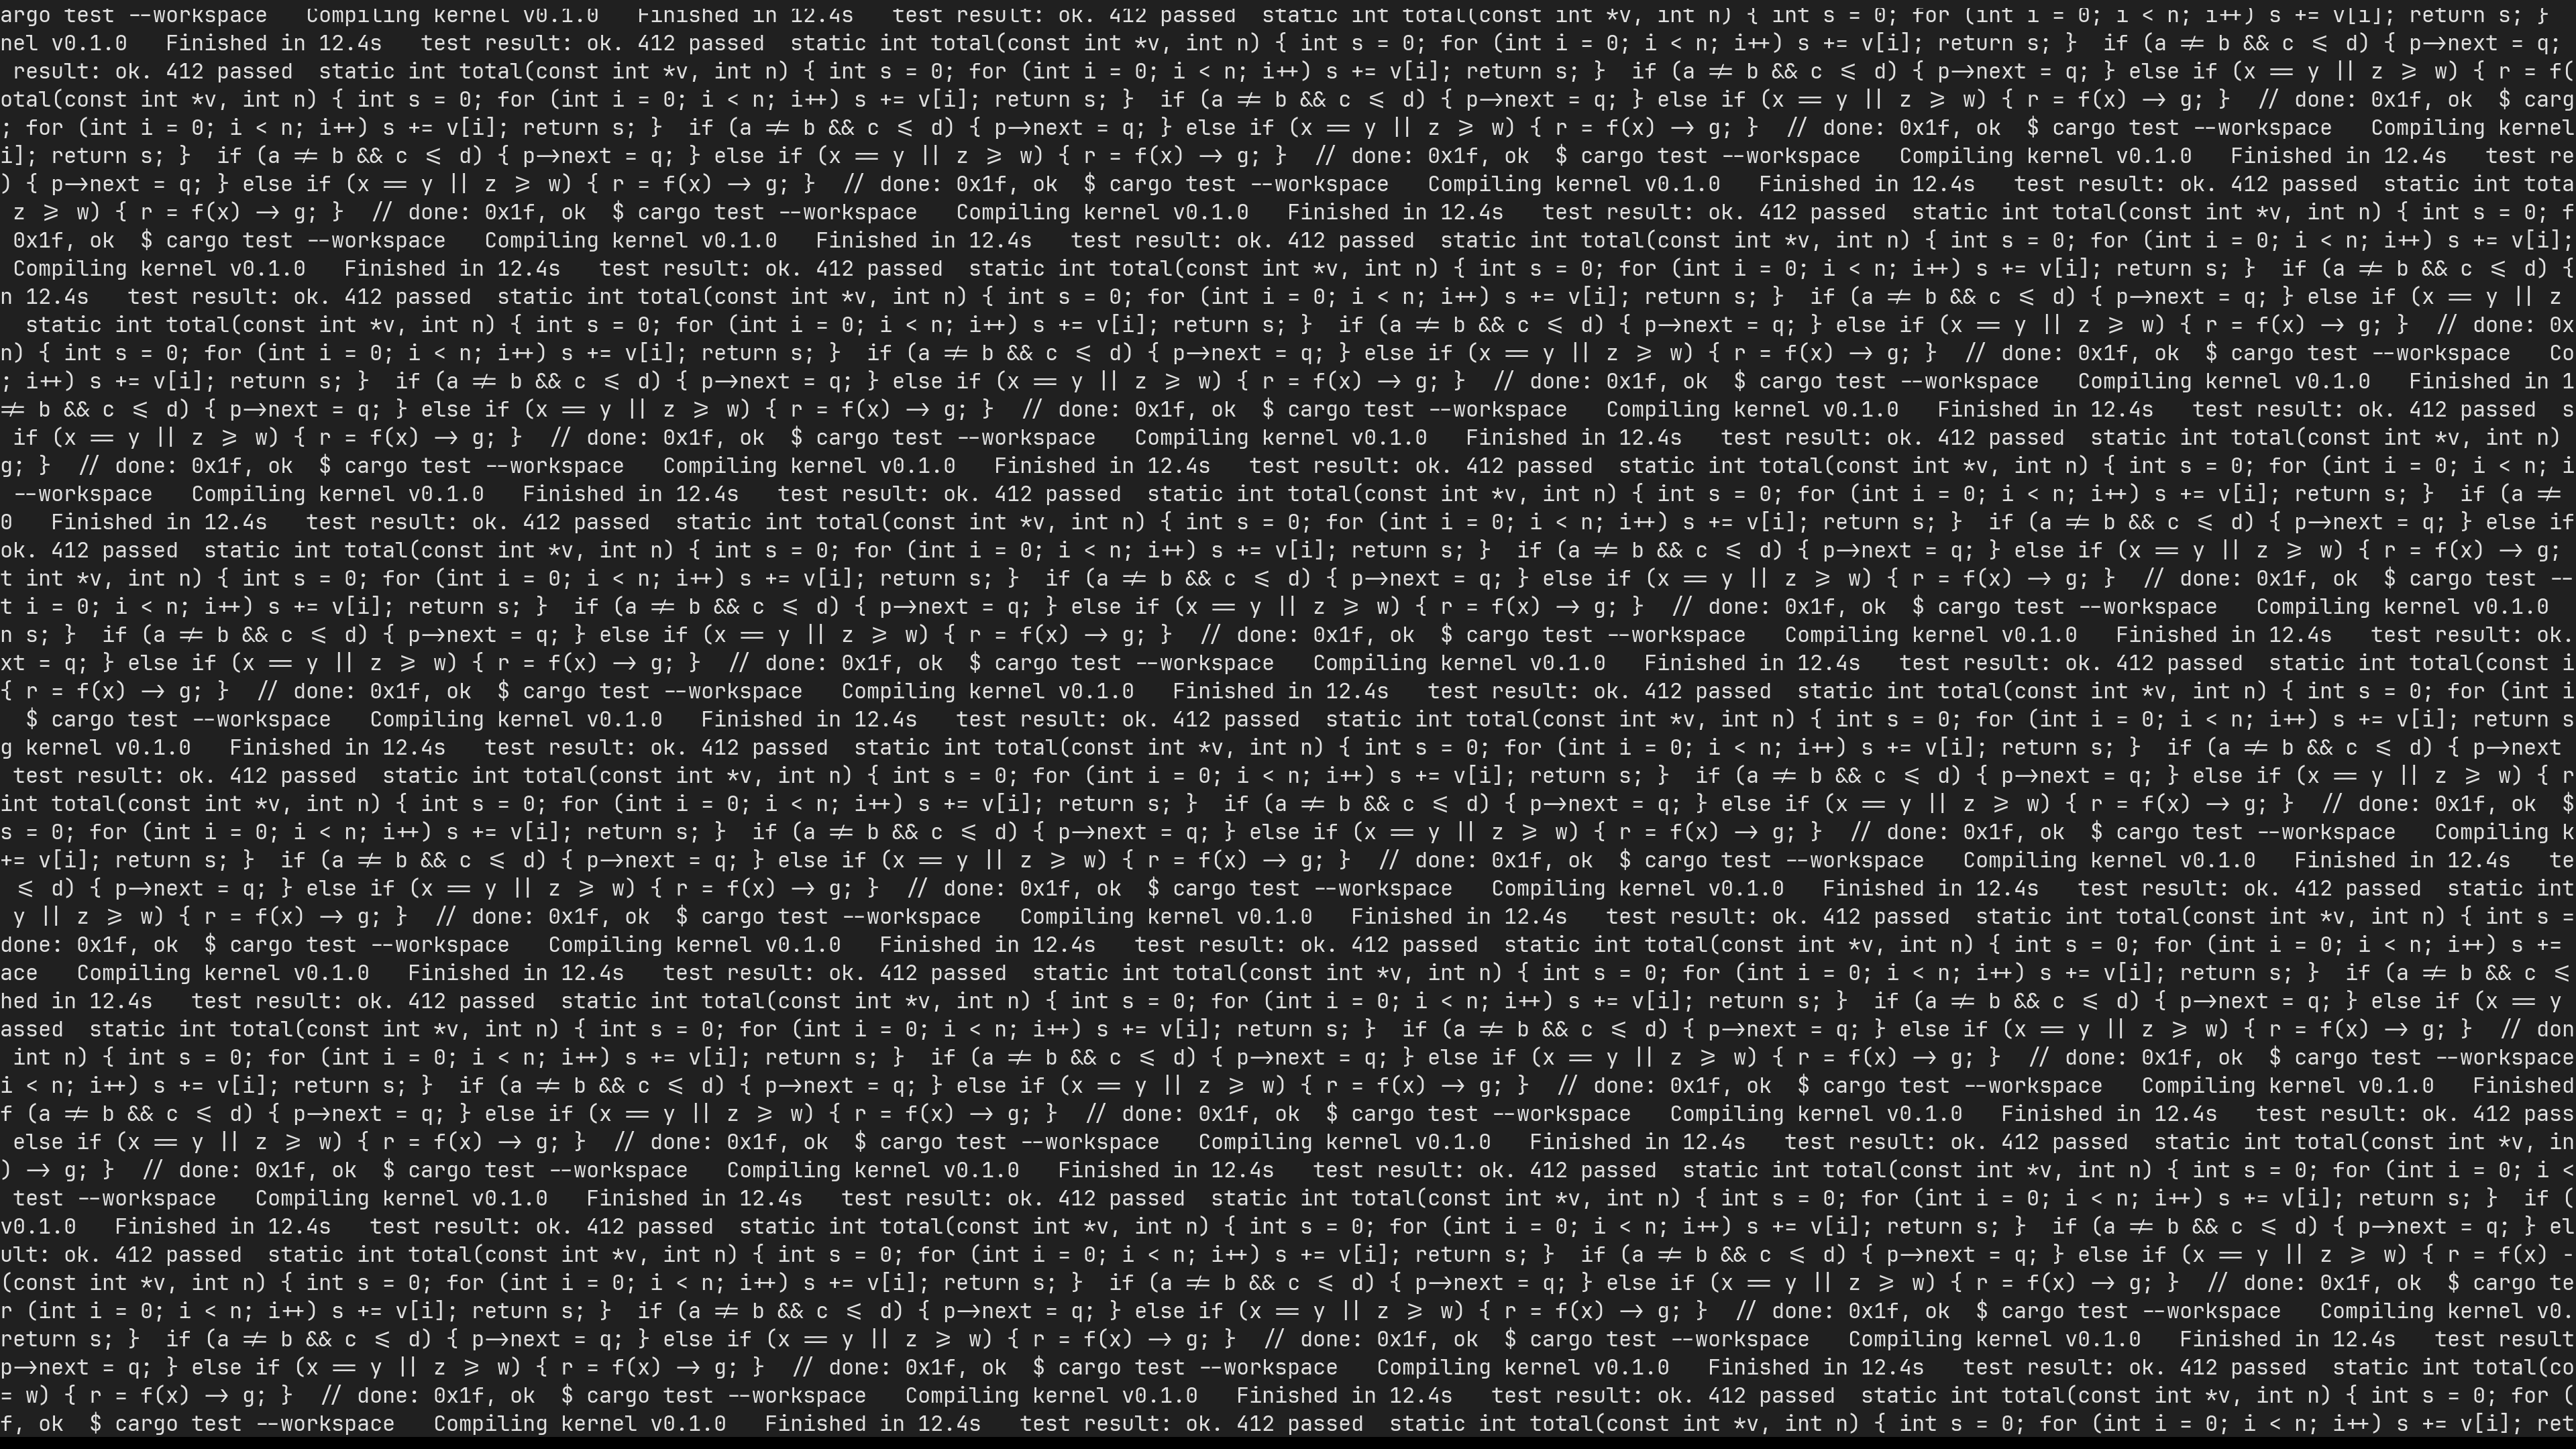 argo test --workspace   Compiling kernel v0.1.0   Finished in 12.4s   test result: ok. 412 passed  static int total(const int *v, int n) { int s = 0; for (int i = 0; i < n; i++) s += v[i]; return s; }
nel v0.1.0   Finished in 12.4s   test result: ok. 412 passed  static int total(const int *v, int n) { int s = 0; for (int i = 0; i < n; i++) s += v[i]; return s; }  if (a != b && c <= d) { p->next = q;
 result: ok. 412 passed  static int total(const int *v, int n) { int s = 0; for (int i = 0; i < n; i++) s += v[i]; return s; }  if (a != b && c <= d) { p->next = q; } else if (x == y || z >= w) { r = f(
otal(const int *v, int n) { int s = 0; for (int i = 0; i < n; i++) s += v[i]; return s; }  if (a != b && c <= d) { p->next = q; } else if (x == y || z >= w) { r = f(x) -> g; }  // done: 0x1f, ok  $ carg
; for (int i = 0; i < n; i++) s += v[i]; return s; }  if (a != b && c <= d) { p->next = q; } else if (x == y || z >= w) { r = f(x) -> g; }  // done: 0x1f, ok  $ cargo test --workspace   Compiling kernel
i]; return s; }  if (a != b && c <= d) { p->next = q; } else if (x == y || z >= w) { r = f(x) -> g; }  // done: 0x1f, ok  $ cargo test --workspace   Compiling kernel v0.1.0   Finished in 12.4s   test re
) { p->next = q; } else if (x == y || z >= w) { r = f(x) -> g; }  // done: 0x1f, ok  $ cargo test --workspace   Compiling kernel v0.1.0   Finished in 12.4s   test result: ok. 412 passed  static int tota
 z >= w) { r = f(x) -> g; }  // done: 0x1f, ok  $ cargo test --workspace   Compiling kernel v0.1.0   Finished in 12.4s   test result: ok. 412 passed  static int total(const int *v, int n) { int s = 0; f
 0x1f, ok  $ cargo test --workspace   Compiling kernel v0.1.0   Finished in 12.4s   test result: ok. 412 passed  static int total(const int *v, int n) { int s = 0; for (int i = 0; i < n; i++) s += v[i];
 Compiling kernel v0.1.0   Finished in 12.4s   test result: ok. 412 passed  static int total(const int *v, int n) { int s = 0; for (int i = 0; i < n; i++) s += v[i]; return s; }  if (a != b && c <= d) {
n 12.4s   test result: ok. 412 passed  static int total(const int *v, int n) { int s = 0; for (int i = 0; i < n; i++) s += v[i]; return s; }  if (a != b && c <= d) { p->next = q; } else if (x == y || z
  static int total(const int *v, int n) { int s = 0; for (int i = 0; i < n; i++) s += v[i]; return s; }  if (a != b && c <= d) { p->next = q; } else if (x == y || z >= w) { r = f(x) -> g; }  // done: 0x
n) { int s = 0; for (int i = 0; i < n; i++) s += v[i]; return s; }  if (a != b && c <= d) { p->next = q; } else if (x == y || z >= w) { r = f(x) -> g; }  // done: 0x1f, ok  $ cargo test --workspace   Co
; i++) s += v[i]; return s; }  if (a != b && c <= d) { p->next = q; } else if (x == y || z >= w) { r = f(x) -> g; }  // done: 0x1f, ok  $ cargo test --workspace   Compiling kernel v0.1.0   Finished in 1
!= b && c <= d) { p->next = q; } else if (x == y || z >= w) { r = f(x) -> g; }  // done: 0x1f, ok  $ cargo test --workspace   Compiling kernel v0.1.0   Finished in 12.4s   test result: ok. 412 passed  s
 if (x == y || z >= w) { r = f(x) -> g; }  // done: 0x1f, ok  $ cargo test --workspace   Compiling kernel v0.1.0   Finished in 12.4s   test result: ok. 412 passed  static int total(const int *v, int n)
g; }  // done: 0x1f, ok  $ cargo test --workspace   Compiling kernel v0.1.0   Finished in 12.4s   test result: ok. 412 passed  static int total(const int *v, int n) { int s = 0; for (int i = 0; i < n; i
 --workspace   Compiling kernel v0.1.0   Finished in 12.4s   test result: ok. 412 passed  static int total(const int *v, int n) { int s = 0; for (int i = 0; i < n; i++) s += v[i]; return s; }  if (a !=
0   Finished in 12.4s   test result: ok. 412 passed  static int total(const int *v, int n) { int s = 0; for (int i = 0; i < n; i++) s += v[i]; return s; }  if (a != b && c <= d) { p->next = q; } else if
ok. 412 passed  static int total(const int *v, int n) { int s = 0; for (int i = 0; i < n; i++) s += v[i]; return s; }  if (a != b && c <= d) { p->next = q; } else if (x == y || z >= w) { r = f(x) -> g;
t int *v, int n) { int s = 0; for (int i = 0; i < n; i++) s += v[i]; return s; }  if (a != b && c <= d) { p->next = q; } else if (x == y || z >= w) { r = f(x) -> g; }  // done: 0x1f, ok  $ cargo test --
t i = 0; i < n; i++) s += v[i]; return s; }  if (a != b && c <= d) { p->next = q; } else if (x == y || z >= w) { r = f(x) -> g; }  // done: 0x1f, ok  $ cargo test --workspace   Compiling kernel v0.1.0
n s; }  if (a != b && c <= d) { p->next = q; } else if (x == y || z >= w) { r = f(x) -> g; }  // done: 0x1f, ok  $ cargo test --workspace   Compiling kernel v0.1.0   Finished in 12.4s   test result: ok.
xt = q; } else if (x == y || z >= w) { r = f(x) -> g; }  // done: 0x1f, ok  $ cargo test --workspace   Compiling kernel v0.1.0   Finished in 12.4s   test result: ok. 412 passed  static int total(const i
{ r = f(x) -> g; }  // done: 0x1f, ok  $ cargo test --workspace   Compiling kernel v0.1.0   Finished in 12.4s   test result: ok. 412 passed  static int total(const int *v, int n) { int s = 0; for (int i
  $ cargo test --workspace   Compiling kernel v0.1.0   Finished in 12.4s   test result: ok. 412 passed  static int total(const int *v, int n) { int s = 0; for (int i = 0; i < n; i++) s += v[i]; return s
g kernel v0.1.0   Finished in 12.4s   test result: ok. 412 passed  static int total(const int *v, int n) { int s = 0; for (int i = 0; i < n; i++) s += v[i]; return s; }  if (a != b && c <= d) { p->next
 test result: ok. 412 passed  static int total(const int *v, int n) { int s = 0; for (int i = 0; i < n; i++) s += v[i]; return s; }  if (a != b && c <= d) { p->next = q; } else if (x == y || z >= w) { r
int total(const int *v, int n) { int s = 0; for (int i = 0; i < n; i++) s += v[i]; return s; }  if (a != b && c <= d) { p->next = q; } else if (x == y || z >= w) { r = f(x) -> g; }  // done: 0x1f, ok  $
s = 0; for (int i = 0; i < n; i++) s += v[i]; return s; }  if (a != b && c <= d) { p->next = q; } else if (x == y || z >= w) { r = f(x) -> g; }  // done: 0x1f, ok  $ cargo test --workspace   Compiling k
+= v[i]; return s; }  if (a != b && c <= d) { p->next = q; } else if (x == y || z >= w) { r = f(x) -> g; }  // done: 0x1f, ok  $ cargo test --workspace   Compiling kernel v0.1.0   Finished in 12.4s   te
 <= d) { p->next = q; } else if (x == y || z >= w) { r = f(x) -> g; }  // done: 0x1f, ok  $ cargo test --workspace   Compiling kernel v0.1.0   Finished in 12.4s   test result: ok. 412 passed  static int
 y || z >= w) { r = f(x) -> g; }  // done: 0x1f, ok  $ cargo test --workspace   Compiling kernel v0.1.0   Finished in 12.4s   test result: ok. 412 passed  static int total(const int *v, int n) { int s =
done: 0x1f, ok  $ cargo test --workspace   Compiling kernel v0.1.0   Finished in 12.4s   test result: ok. 412 passed  static int total(const int *v, int n) { int s = 0; for (int i = 0; i < n; i++) s +=
ace   Compiling kernel v0.1.0   Finished in 12.4s   test result: ok. 412 passed  static int total(const int *v, int n) { int s = 0; for (int i = 0; i < n; i++) s += v[i]; return s; }  if (a != b && c <=
hed in 12.4s   test result: ok. 412 passed  static int total(const int *v, int n) { int s = 0; for (int i = 0; i < n; i++) s += v[i]; return s; }  if (a != b && c <= d) { p->next = q; } else if (x == y
assed  static int total(const int *v, int n) { int s = 0; for (int i = 0; i < n; i++) s += v[i]; return s; }  if (a != b && c <= d) { p->next = q; } else if (x == y || z >= w) { r = f(x) -> g; }  // don
 int n) { int s = 0; for (int i = 0; i < n; i++) s += v[i]; return s; }  if (a != b && c <= d) { p->next = q; } else if (x == y || z >= w) { r = f(x) -> g; }  // done: 0x1f, ok  $ cargo test --workspace
i < n; i++) s += v[i]; return s; }  if (a != b && c <= d) { p->next = q; } else if (x == y || z >= w) { r = f(x) -> g; }  // done: 0x1f, ok  $ cargo test --workspace   Compiling kernel v0.1.0   Finished
f (a != b && c <= d) { p->next = q; } else if (x == y || z >= w) { r = f(x) -> g; }  // done: 0x1f, ok  $ cargo test --workspace   Compiling kernel v0.1.0   Finished in 12.4s   test result: ok. 412 pass
 else if (x == y || z >= w) { r = f(x) -> g; }  // done: 0x1f, ok  $ cargo test --workspace   Compiling kernel v0.1.0   Finished in 12.4s   test result: ok. 412 passed  static int total(const int *v, in
) -> g; }  // done: 0x1f, ok  $ cargo test --workspace   Compiling kernel v0.1.0   Finished in 12.4s   test result: ok. 412 passed  static int total(const int *v, int n) { int s = 0; for (int i = 0; i <
 test --workspace   Compiling kernel v0.1.0   Finished in 12.4s   test result: ok. 412 passed  static int total(const int *v, int n) { int s = 0; for (int i = 0; i < n; i++) s += v[i]; return s; }  if (
v0.1.0   Finished in 12.4s   test result: ok. 412 passed  static int total(const int *v, int n) { int s = 0; for (int i = 0; i < n; i++) s += v[i]; return s; }  if (a != b && c <= d) { p->next = q; } el
ult: ok. 412 passed  static int total(const int *v, int n) { int s = 0; for (int i = 0; i < n; i++) s += v[i]; return s; }  if (a != b && c <= d) { p->next = q; } else if (x == y || z >= w) { r = f(x) -
(const int *v, int n) { int s = 0; for (int i = 0; i < n; i++) s += v[i]; return s; }  if (a != b && c <= d) { p->next = q; } else if (x == y || z >= w) { r = f(x) -> g; }  // done: 0x1f, ok  $ cargo te
r (int i = 0; i < n; i++) s += v[i]; return s; }  if (a != b && c <= d) { p->next = q; } else if (x == y || z >= w) { r = f(x) -> g; }  // done: 0x1f, ok  $ cargo test --workspace   Compiling kernel v0.
return s; }  if (a != b && c <= d) { p->next = q; } else if (x == y || z >= w) { r = f(x) -> g; }  // done: 0x1f, ok  $ cargo test --workspace   Compiling kernel v0.1.0   Finished in 12.4s   test result
p->next = q; } else if (x == y || z >= w) { r = f(x) -> g; }  // done: 0x1f, ok  $ cargo test --workspace   Compiling kernel v0.1.0   Finished in 12.4s   test result: ok. 412 passed  static int total(co
= w) { r = f(x) -> g; }  // done: 0x1f, ok  $ cargo test --workspace   Compiling kernel v0.1.0   Finished in 12.4s   test result: ok. 412 passed  static int total(const int *v, int n) { int s = 0; for (
f, ok  $ cargo test --workspace   Compiling kernel v0.1.0   Finished in 12.4s   test result: ok. 412 passed  static int total(const int *v, int n) { int s = 0; for (int i = 0; i < n; i++) s += v[i]; ret